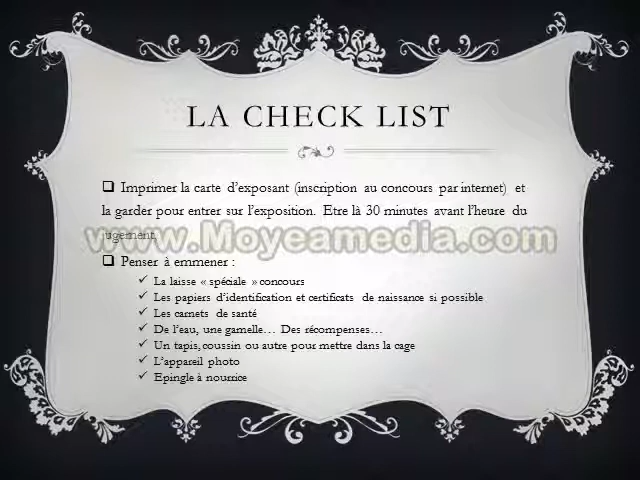 LA CHECK LIST
Imprimer la carte d'exposant (inscription au concours par internet) et
la garder pour entrer sur l'exposition. Etre là 30 minutes avant l'heure du
jugement.
www.Moyeamedia.com
Penser à emmener :
La laisse « spéciale » concours
Les papiers d'identification et certificats de naissance si possible
Les carnets de santé
De l'eau, une gamelle… Des récompenses…
Un tapis, coussin ou autre pour mettre dans la cage
L'appareil photo
Epingle à nourrice